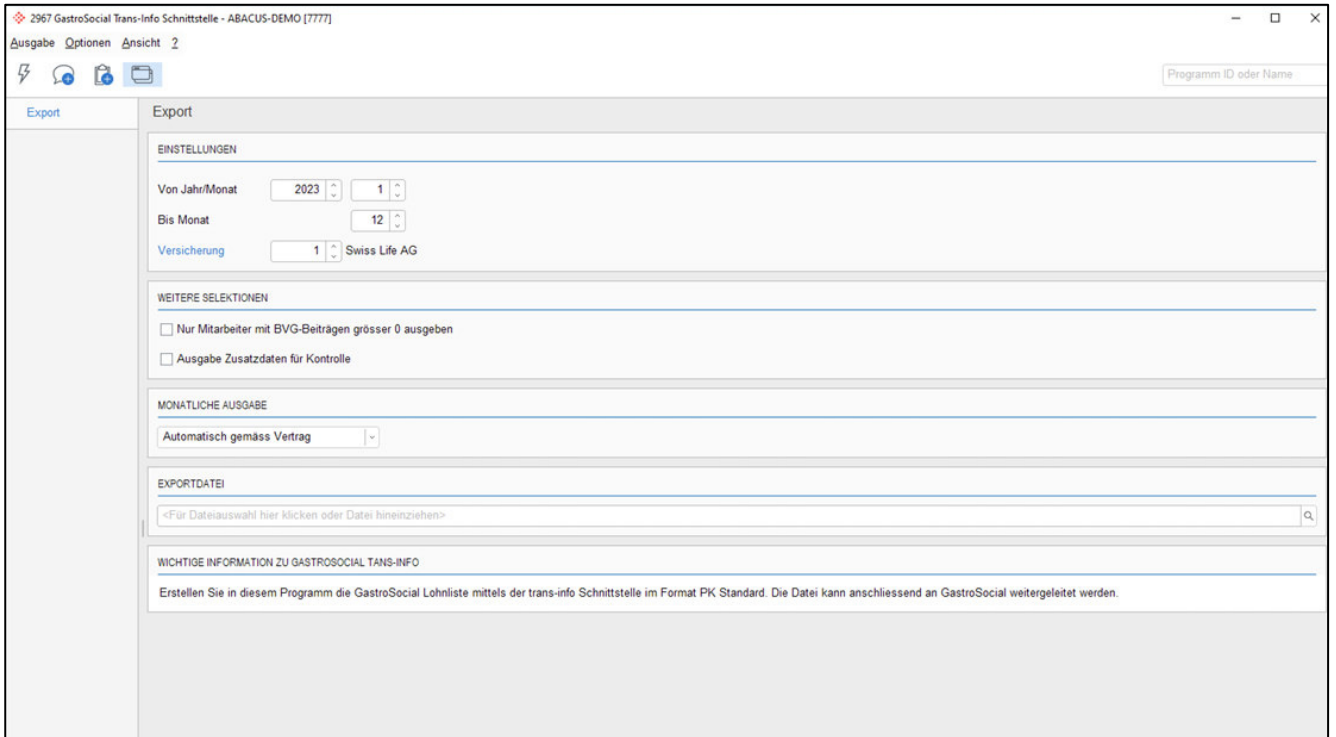 2967 GastroSocial Trans-Info Schnittstelle - ABACUS-DEMO [7777]
Ausgabe Optionen Ansicht ?
Programm ID oder Name
Export
Export
EINSTELLUNGEN
Von Jahr/Monat 2023 1
Bis Monat 12
Versicherung 1 Swiss Life AG
WEITERE SELEKTIONEN
Nur Mitarbeiter mit BVG-Beiträgen grösser 0 ausgeben
Ausgabe Zusatzdaten für Kontrolle
MONATLICHE AUSGABE
Automatisch gemäss Vertrag
EXPORTDATEI
<Für Dateiauswahl hier klicken oder Datei hineinziehen>
WICHTIGE INFORMATION ZU GASTROSOCIAL TANS-INFO
Erstellen Sie in diesem Programm die GastroSocial Lohnliste mittels der trans-info Schnittstelle im Format PK Standard. Die Datei kann anschliessend an GastroSocial weitergeleitet werden.